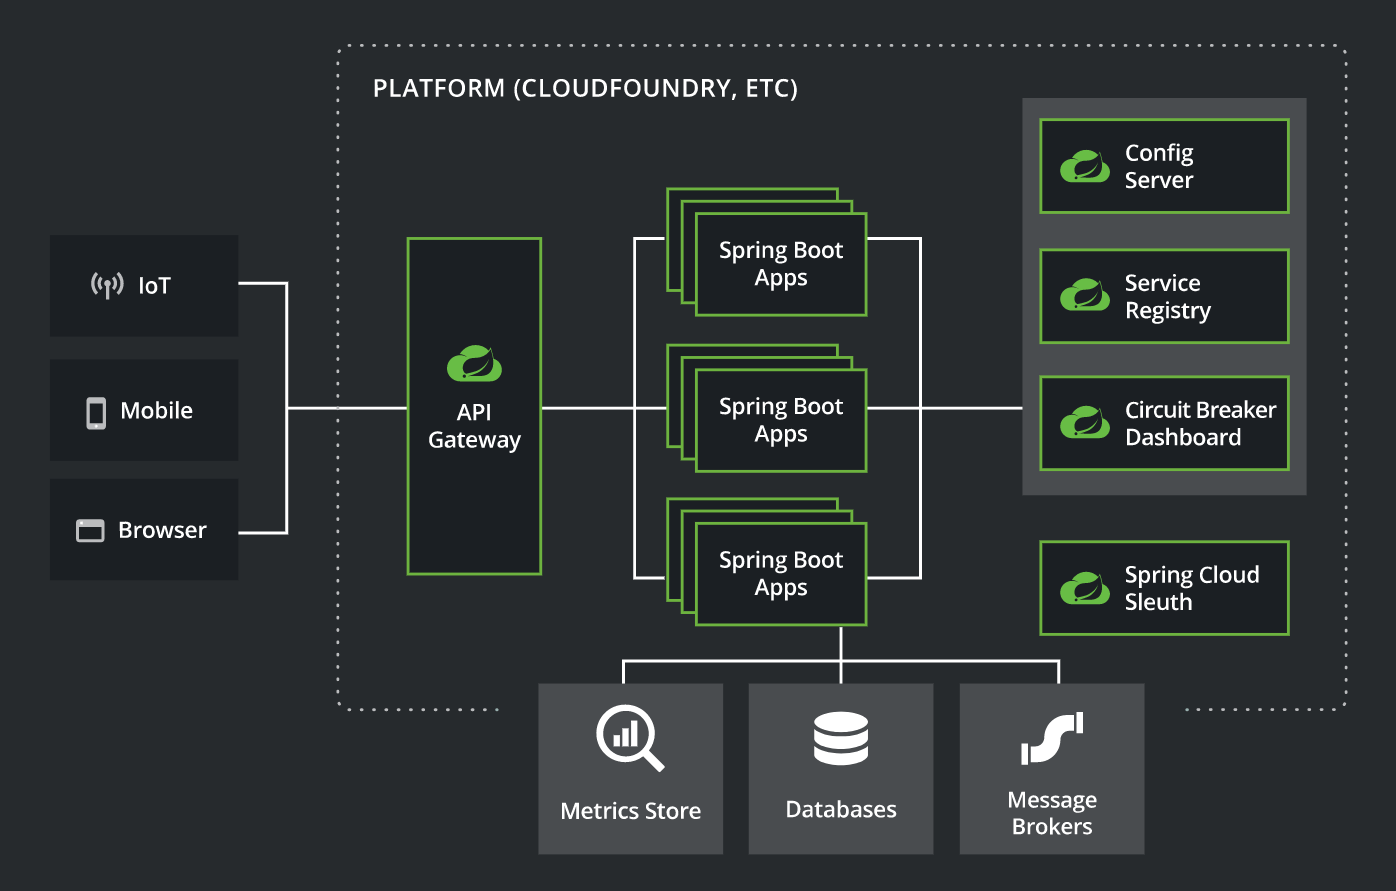 PLATFORM (CLOUDFOUNDRY, ETC)
IoT
Mobile
Browser
API
Gateway
Spring Boot
Apps
Spring Boot
Apps
Spring Boot
Apps
Config
Server
Service
Registry
Circuit Breaker
Dashboard
Spring Cloud
Sleuth
Metrics Store
Databases
Message
Brokers